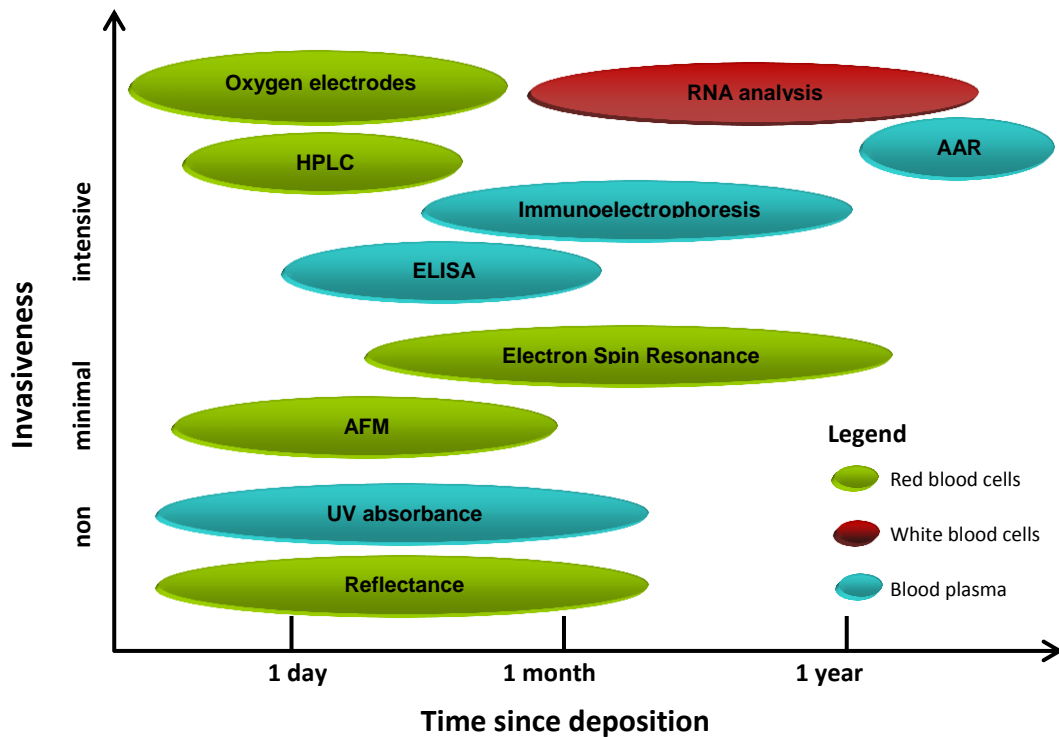 Oxygen electrodes
RNA analysis
HPLC
AAR
Immunoelectrophoresis
ELISA
Electron Spin Resonance
AFM
UV absorbance
Reflectance
Invasiveness
intensive
minimal
non
Legend
Red blood cells
White blood cells
Blood plasma
1 day
1 month
1 year
Time since deposition